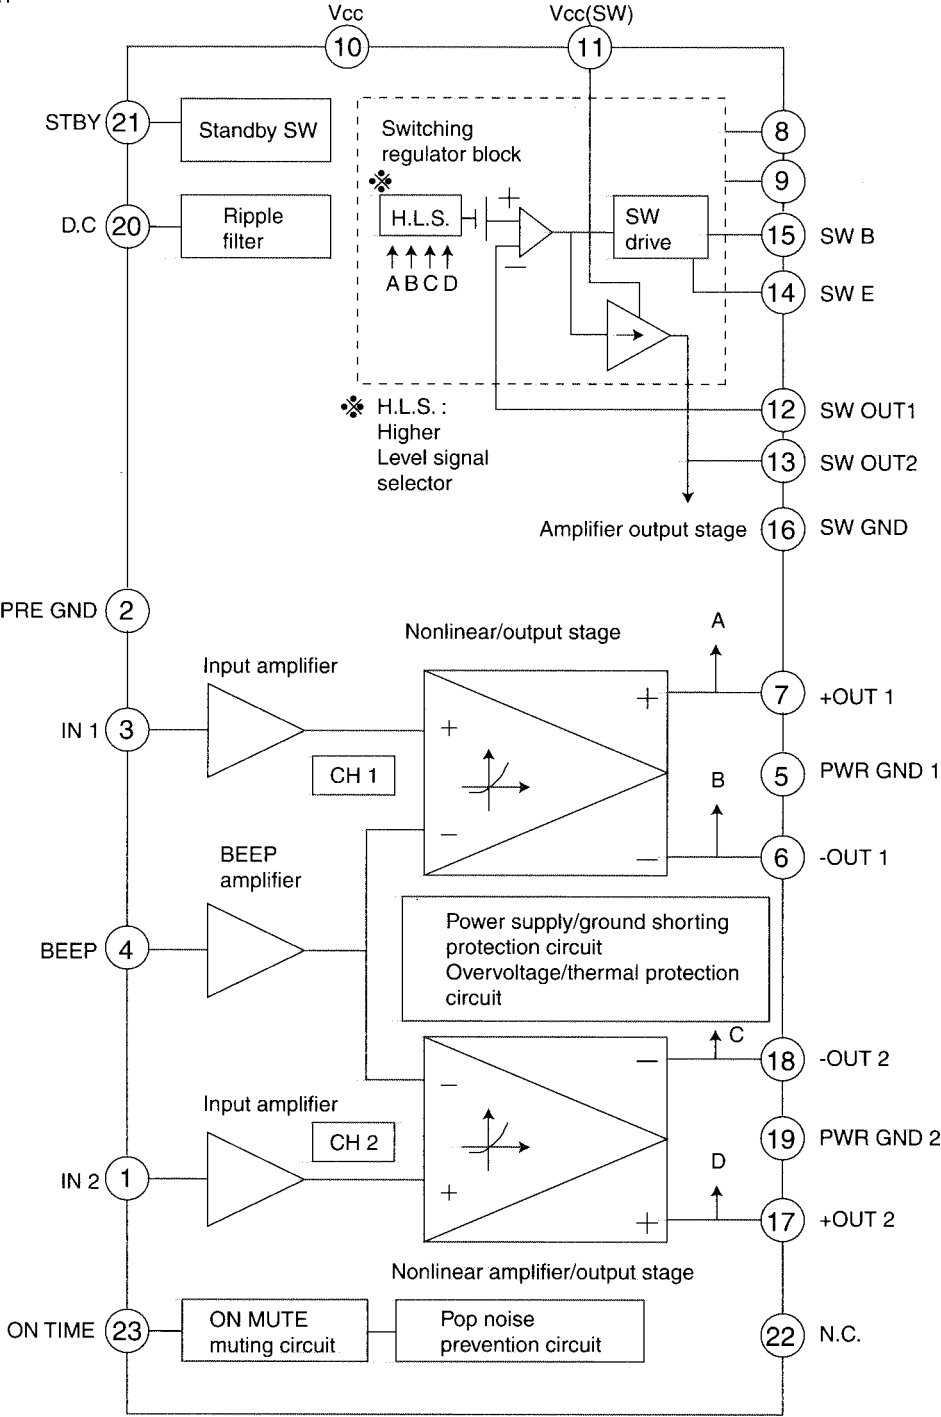 Vcc
Vcc(SW)
10
11
STBY
21
Standby SW
Switching
regulator block
8
※
9
D.C
20
Ripple
filter
H.L.S.
+
SW
drive
15
SW B
A B C D
−
14
SW E
※ H.L.S. :
Higher
Level signal
selector
12
SW OUT1
13
SW OUT2
Amplifier output stage
16
SW GND
PRE GND
2
Nonlinear/output stage
A
Input amplifier
+
7
+OUT 1
IN 1
3
+
CH 1
5
PWR GND 1
B
−
BEEP
amplifier
−
6
-OUT 1
Power supply/ground shorting
protection circuit
Overvoltage/thermal protection
circuit
BEEP
4
C
−
18
-OUT 2
−
Input amplifier
CH 2
19
PWR GND 2
D
IN 2
1
+
+
17
+OUT 2
Nonlinear amplifier/output stage
ON TIME
23
ON MUTE
muting circuit
Pop noise
prevention circuit
22
N.C.